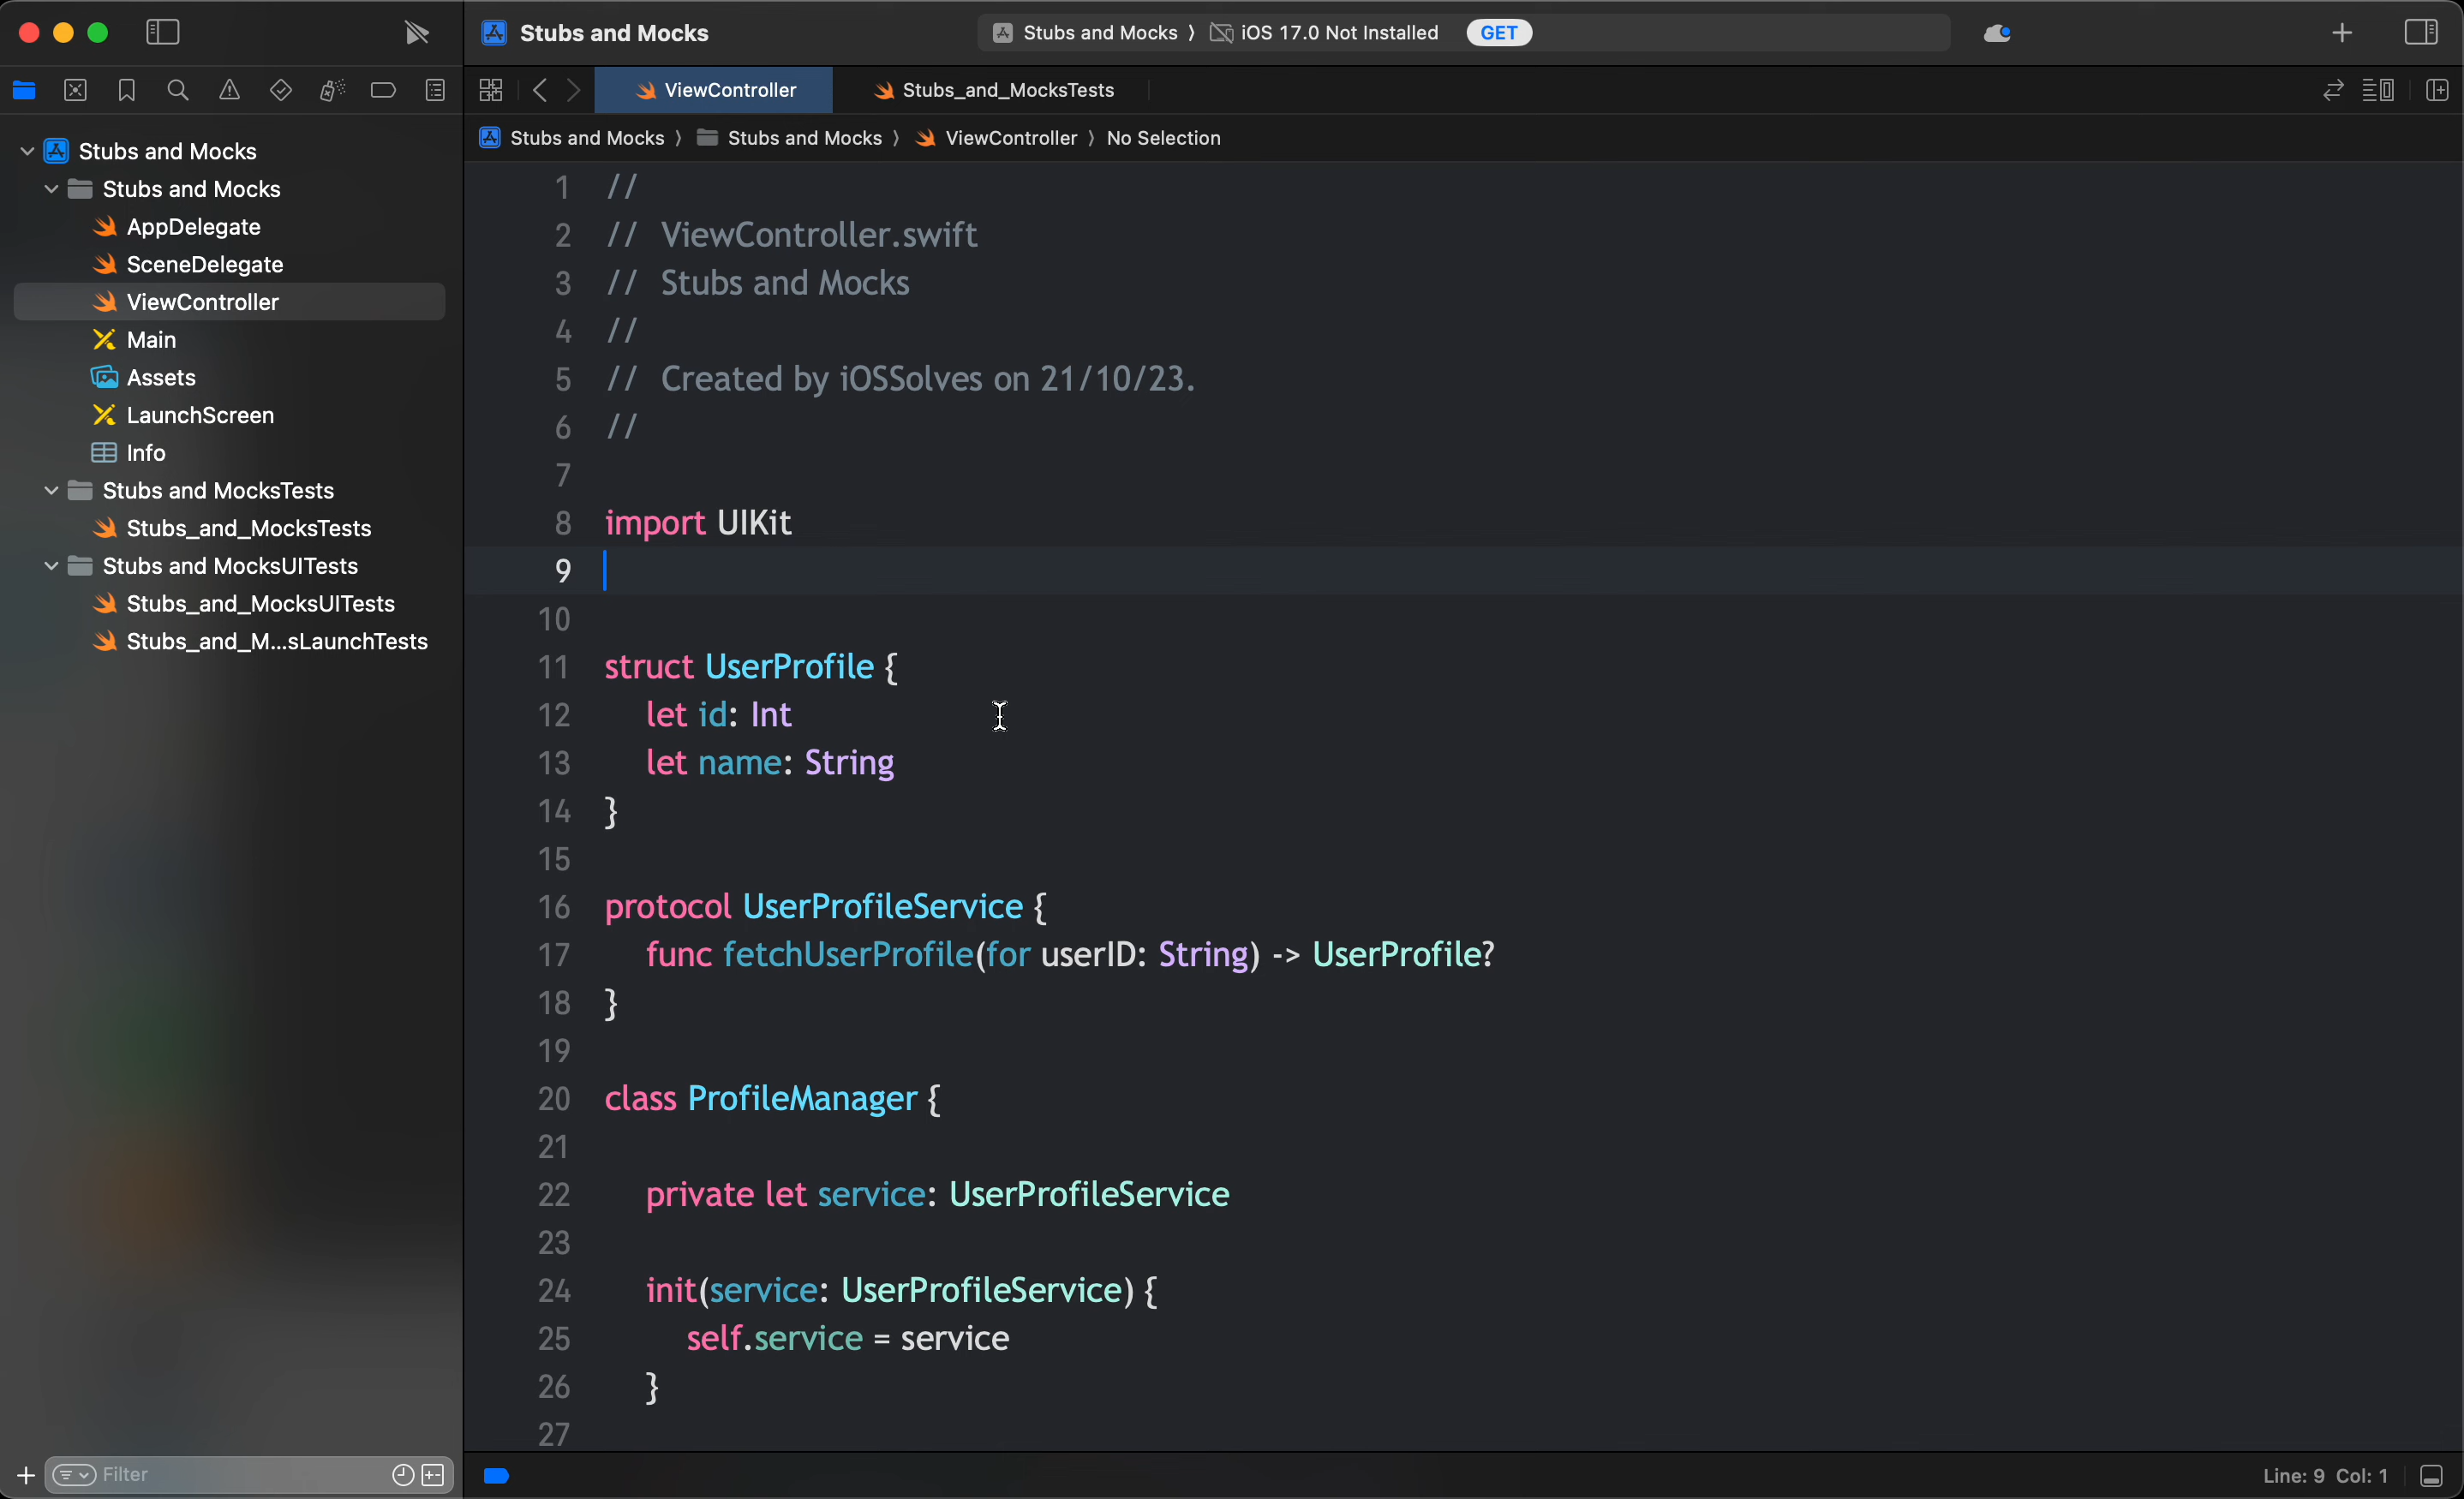 Stubs and Mocks
Stubs and Mocks 〉 iOS 17.0 Not Installed GET
ViewController
Stubs_and_MocksTests
Stubs and Mocks 〉 Stubs and Mocks 〉 ViewController 〉 No Selection
Stubs and Mocks
Stubs and Mocks
AppDelegate
SceneDelegate
ViewController
Main
Assets
LaunchScreen
Info
Stubs and MocksTests
Stubs_and_MocksTests
Stubs and MocksUITests
Stubs_and_MocksUITests
Stubs_and_M...sLaunchTests
Filter
1 //
2 // ViewController.swift
3 // Stubs and Mocks
4 //
5 // Created by iOSSolves on 21/10/23.
6 //
7
8 import UIKit
9
10
11 struct UserProfile {
12 let id: Int
13 let name: String
14 }
15
16 protocol UserProfileService {
17 func fetchUserProfile(for userID: String) -> UserProfile?
18 }
19
20 class ProfileManager {
21
22 private let service: UserProfileService
23
24 init(service: UserProfileService) {
25 self.service = service
26 }
27
Line: 9 Col: 1